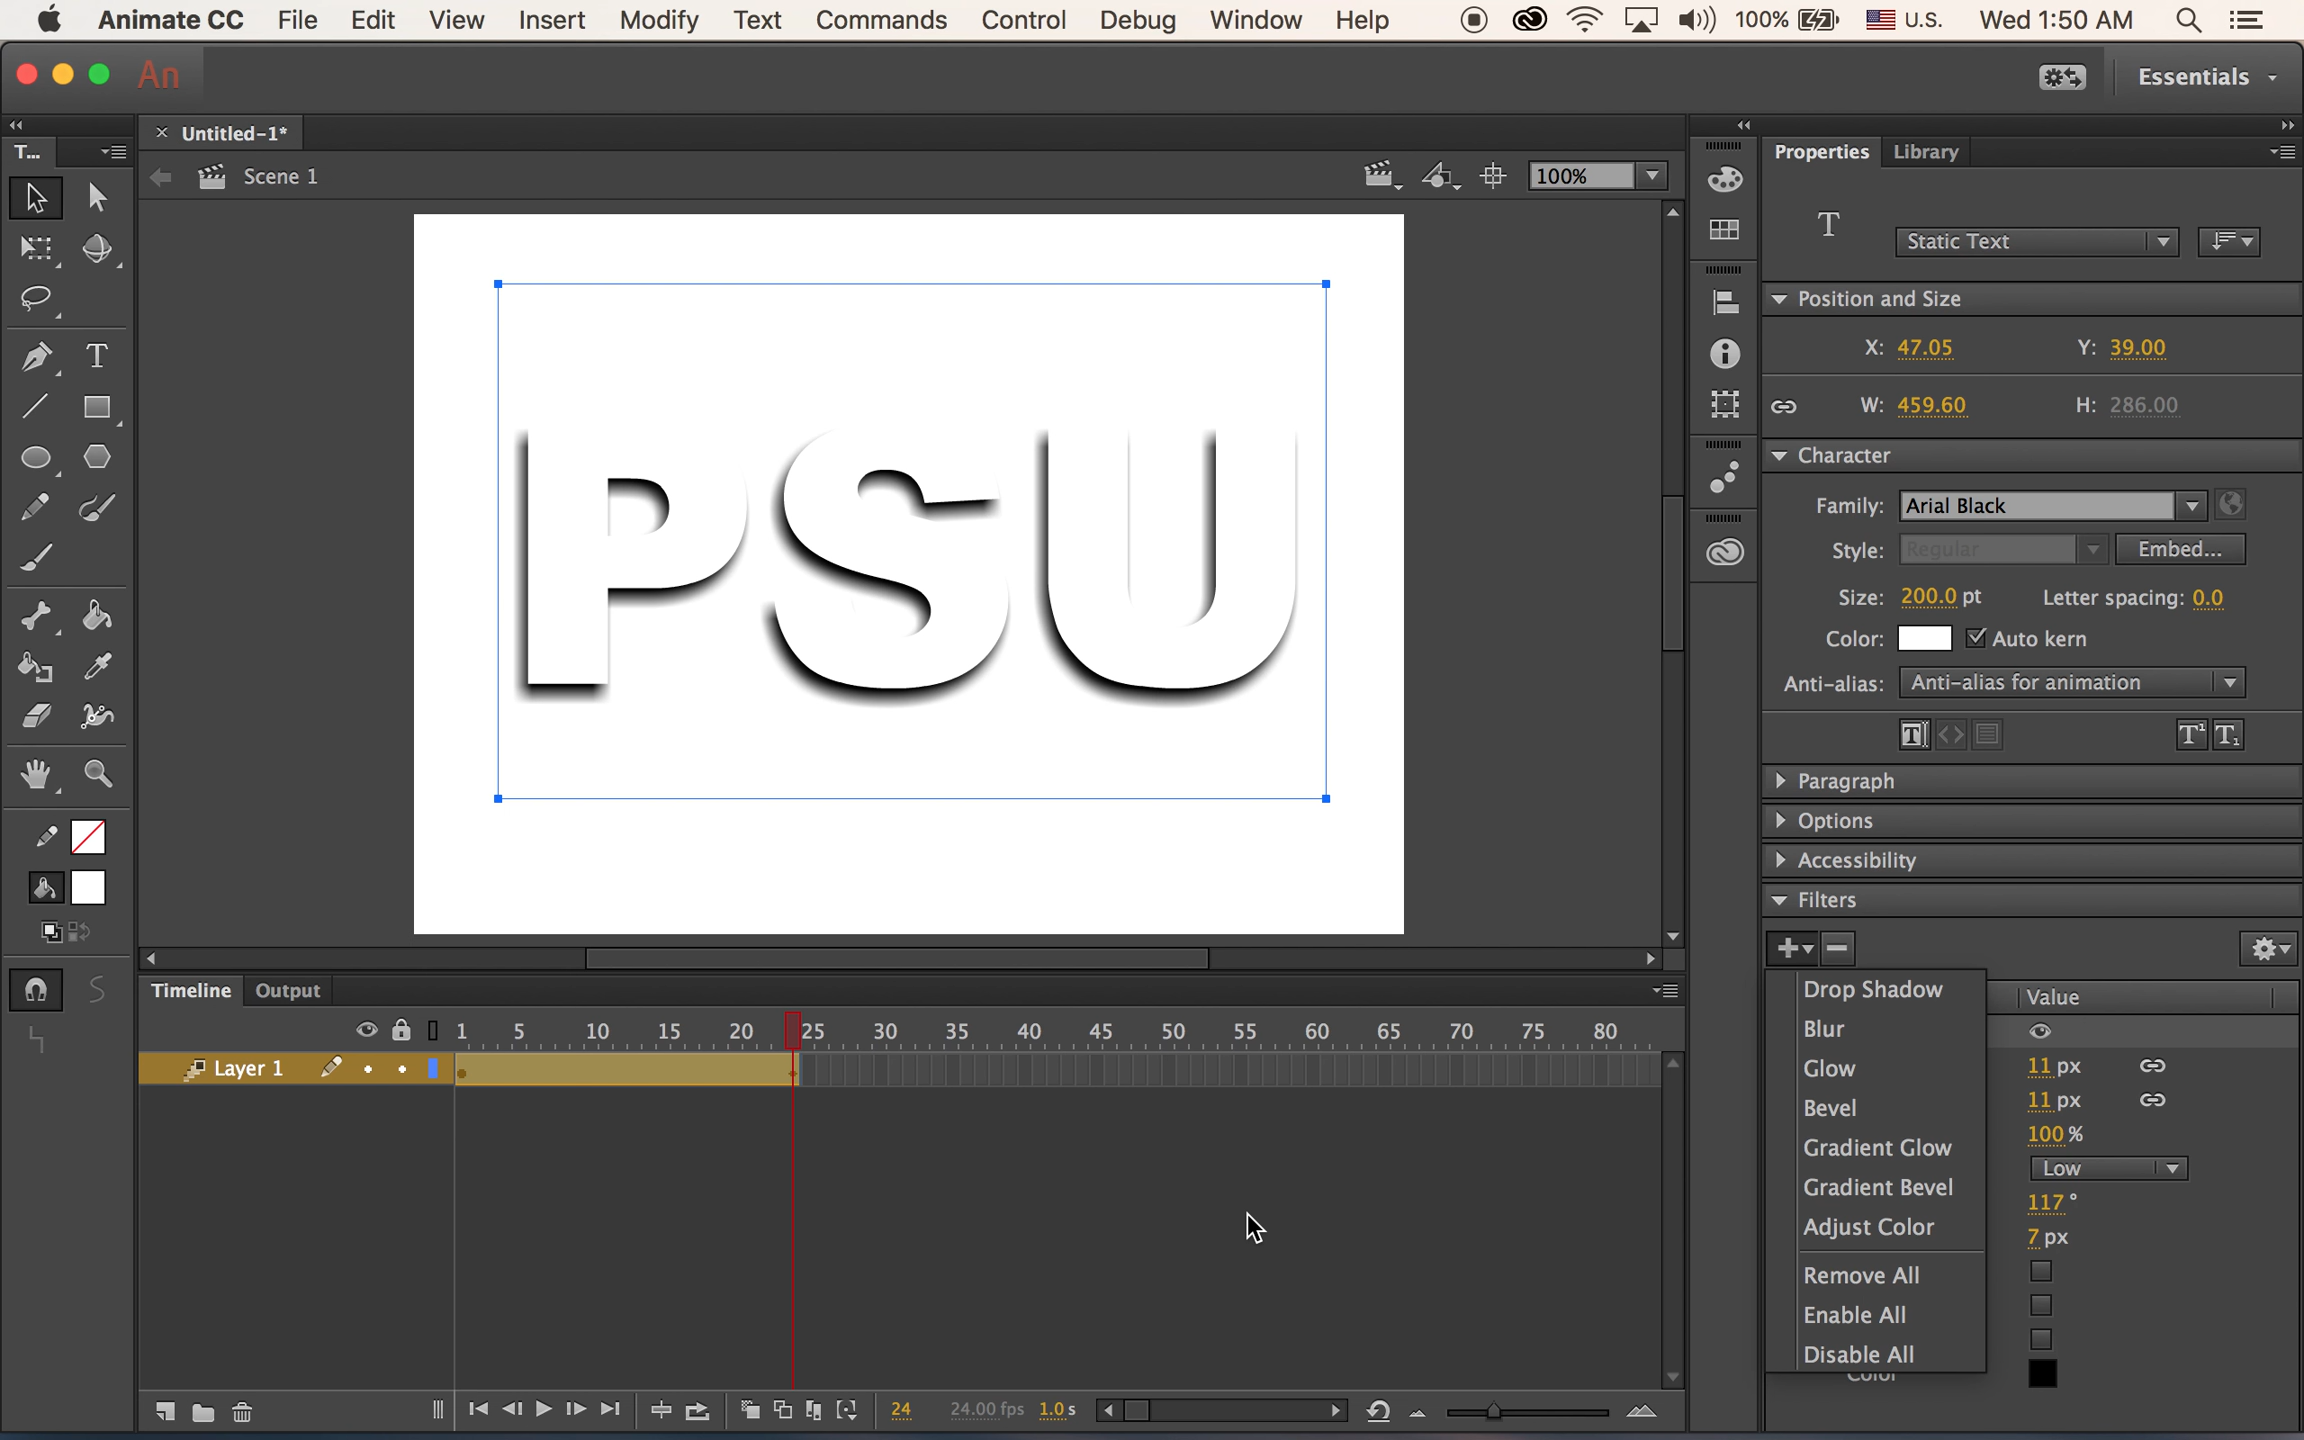 Animate CC File Edit View Insert Modify Text Commands Control Debug Window Help 100% U.S. Wed 1:50 AM
An Essentials
Untitled-1*
T... Properties Library
Scene 1 100%
T Static Text
Position and Size
X: 47.05 Y: 39.00
W: 459.60 H: 286.00
Character
Family: Arial Black
Style: Regular Embed...
Size: 200.0 pt Letter spacing: 0.0
Color: Auto kern
Anti-alias: Anti-alias for animation
PSU
Paragraph
Options
Accessibility
Filters
Timeline Output
Value
1 5 10 15 20 25 30 35 40 45 50 55 60 65 70 75 80
Layer 1
24 24.00 fps 1.0 s
Drop Shadow
Blur
Glow
Bevel
Gradient Glow
Gradient Bevel
Adjust Color
Remove All
Enable All
Disable All
11 px
11 px
100 %
Low
117 °
7 px
Color